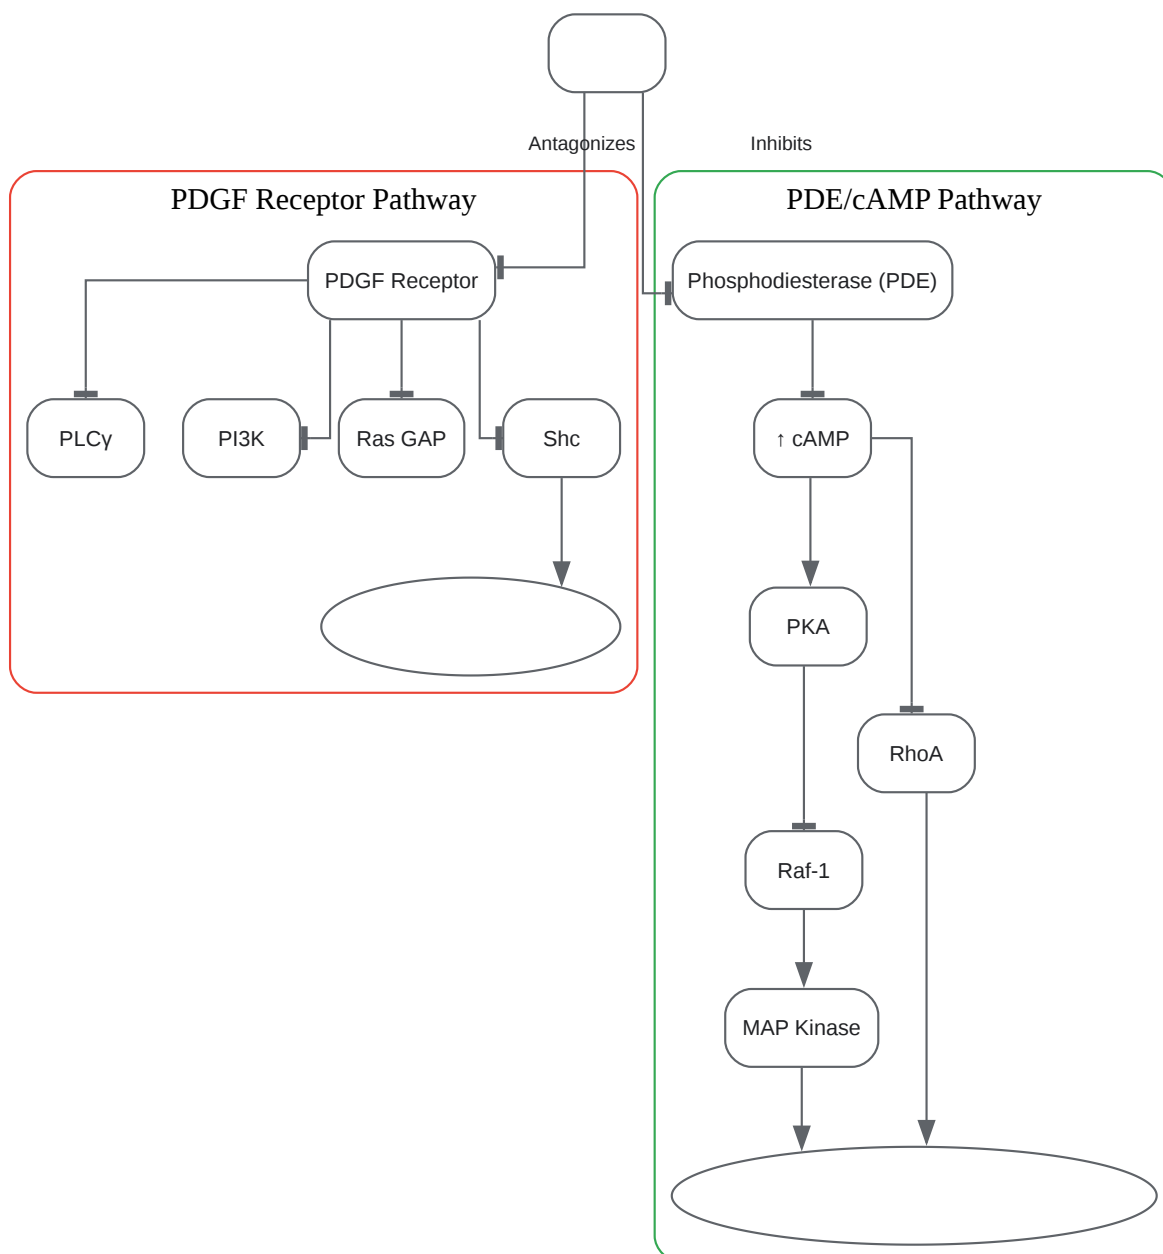 Antagonizes
Inhibits
PDGF Receptor Pathway
PDE/cAMP Pathway
PDGF Receptor
Phosphodiesterase (PDE)
PLCγ
PI3K
Ras GAP
Shc
↑ cAMP
PKA
RhoA
Raf-1
MAP Kinase